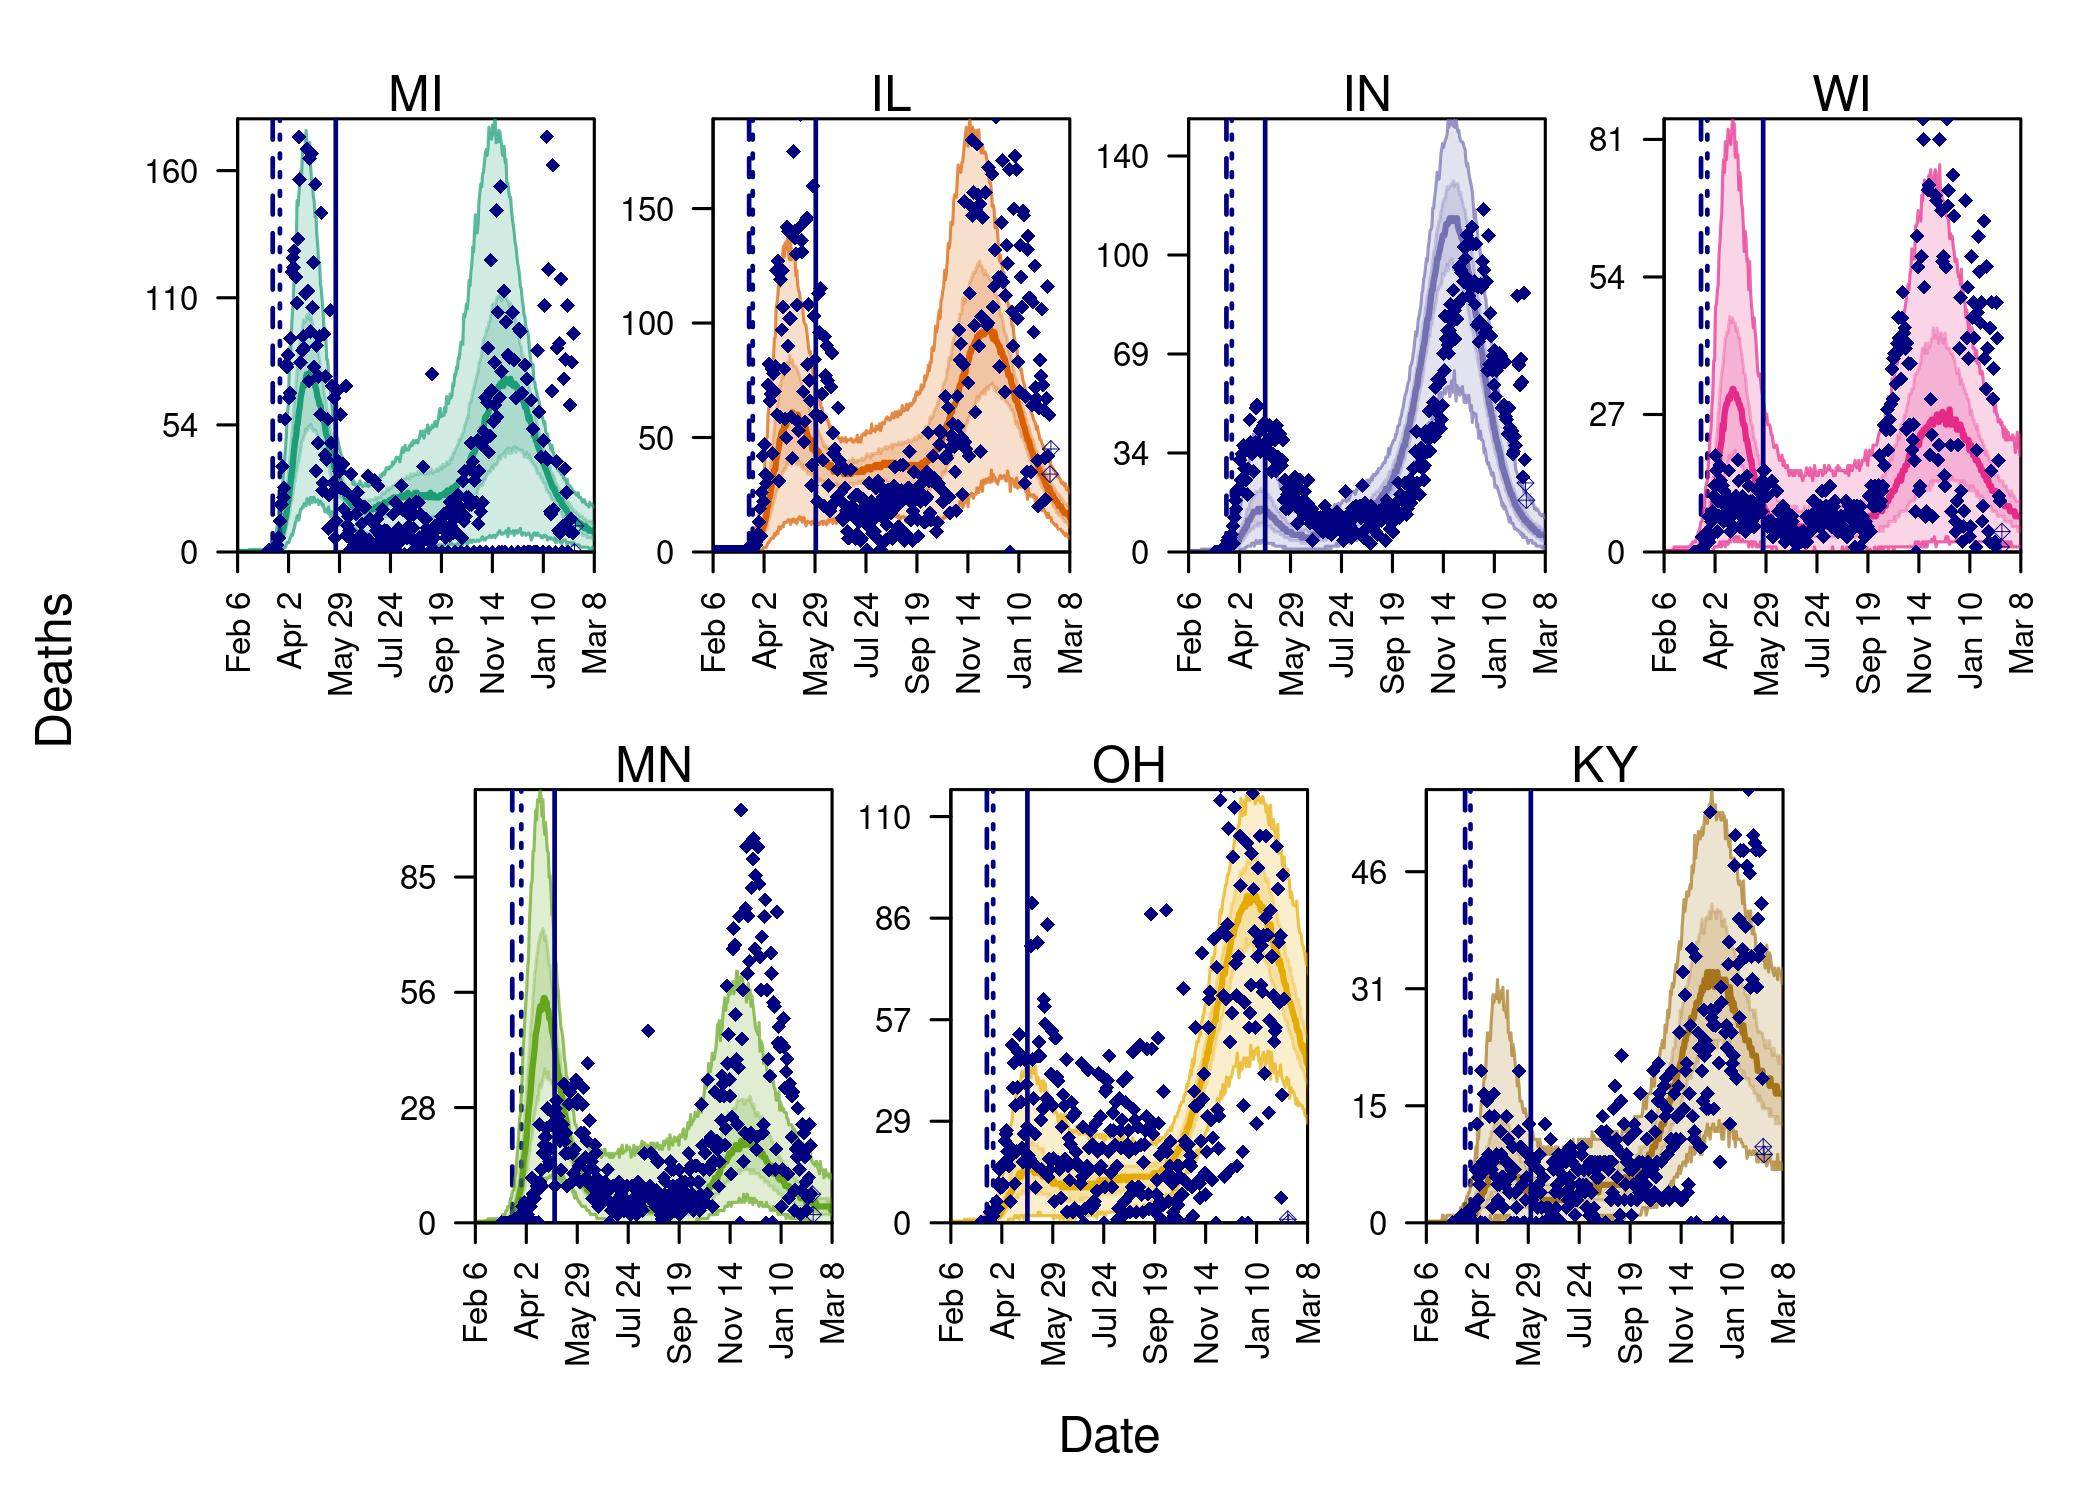 MI
IL
IN
WI
160
110
54
0
150
100
50
0
140
100
69
34
0
81
54
27
0
Feb 6
Apr 2
May 29
Jul 24
Sep 19
Nov 14
Jan 10
Mar 8
Feb 6
Apr 2
May 29
Jul 24
Sep 19
Nov 14
Jan 10
Mar 8
Feb 6
Apr 2
May 29
Jul 24
Sep 19
Nov 14
Jan 10
Mar 8
Feb 6
Apr 2
May 29
Jul 24
Sep 19
Nov 14
Jan 10
Mar 8
Deaths
MN
OH
KY
85
56
28
0
110
86
57
29
0
46
31
15
0
Feb 6
Apr 2
May 29
Jul 24
Sep 19
Nov 14
Jan 10
Mar 8
Feb 6
Apr 2
May 29
Jul 24
Sep 19
Nov 14
Jan 10
Mar 8
Feb 6
Apr 2
May 29
Jul 24
Sep 19
Nov 14
Jan 10
Mar 8
Date